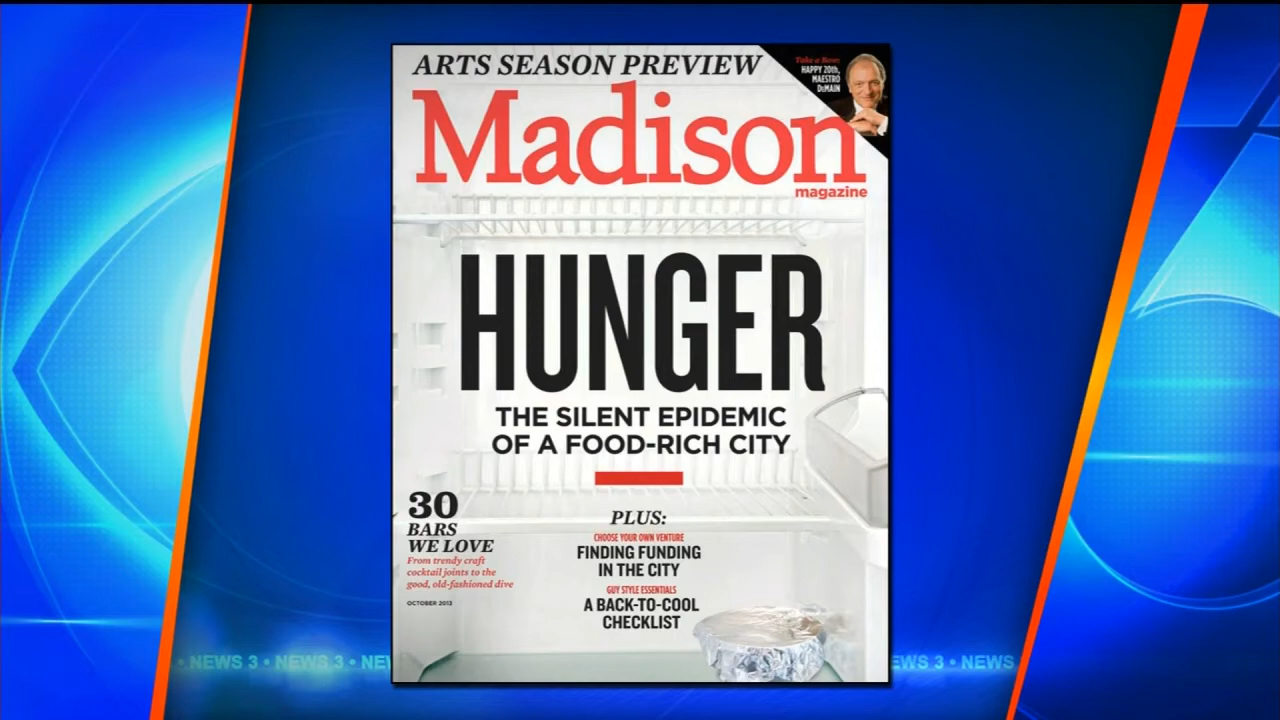 ARTS SEASON PREVIEW
Take a Bow:
HAPPY 20th,
MAESTRO
DeMAIN
Madison
magazine
HUNGER
THE SILENT EPIDEMIC
OF A FOOD-RICH CITY
30
BARS
WE LOVE
From trendy craft
cocktail joints to the
good, old-fashioned dive
OCTOBER 2013
PLUS:
CHOOSE YOUR OWN VENTURE
FINDING FUNDING
IN THE CITY
GUY STYLE ESSENTIALS
A BACK-TO-COOL
CHECKLIST
• NEWS 3 • NEWS 3 • NE
EWS 3 • NEWS